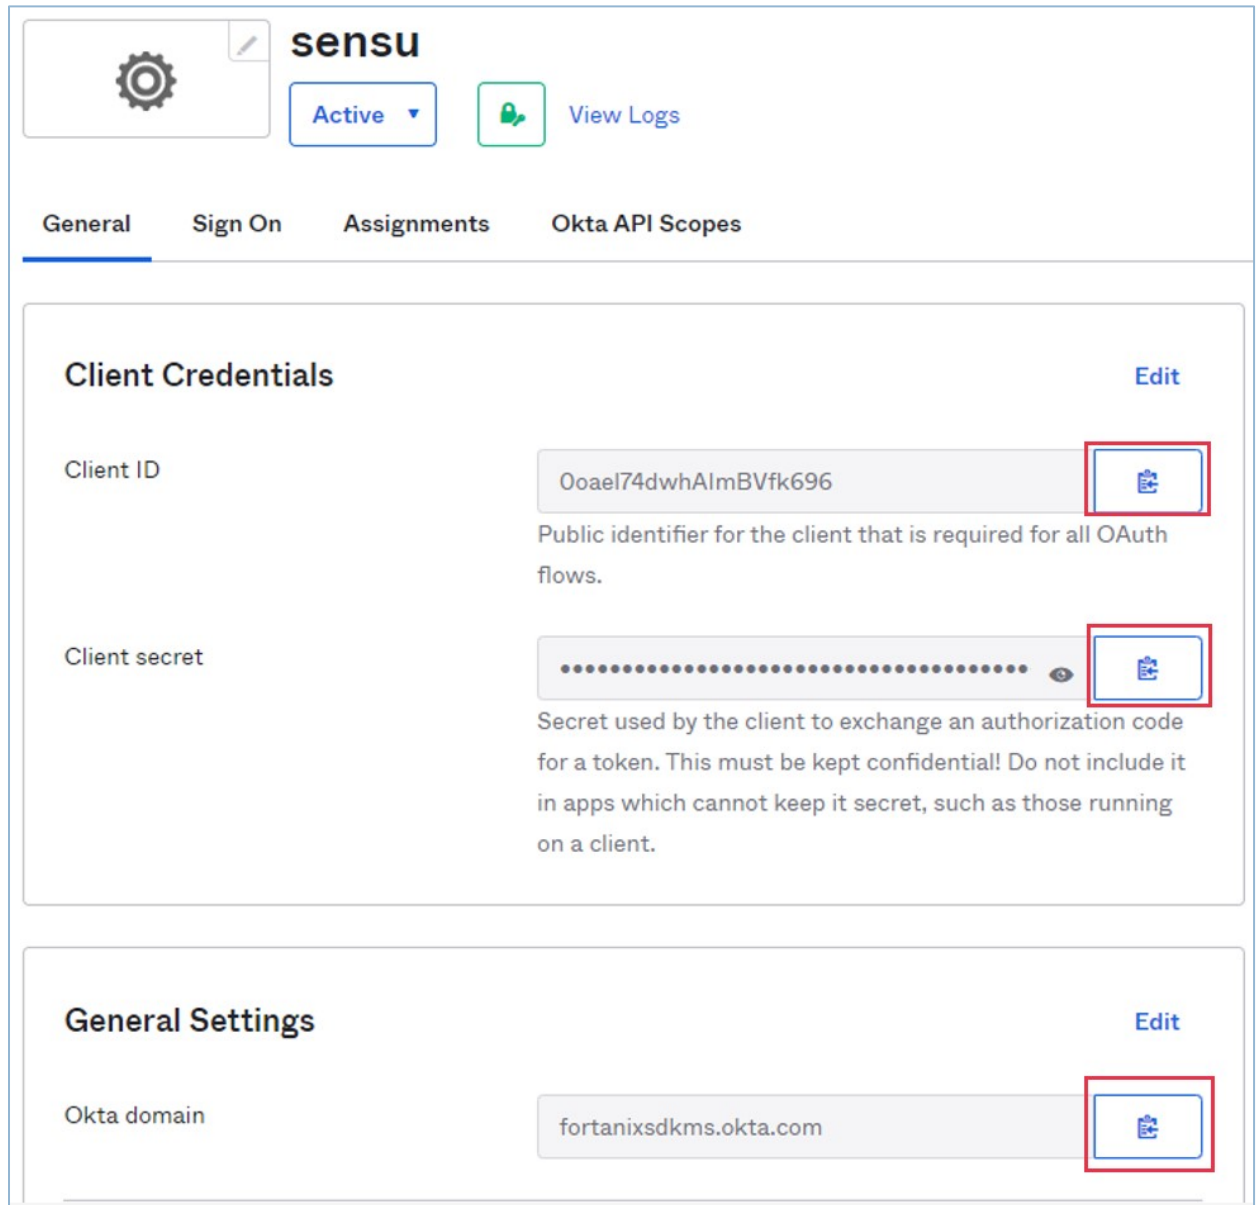 sensu
Active
View Logs
General Sign On Assignments Okta API Scopes
Client Credentials
Edit
Client ID
0oael74dwhAlmBVfk696
Public identifier for the client that is required for all OAuth
flows.
Client secret
••••••••••••••••••••••••••••••••••••••
Secret used by the client to exchange an authorization code
for a token. This must be kept confidential! Do not include it
in apps which cannot keep it secret, such as those running
on a client.
General Settings
Edit
Okta domain
fortanixsdkms.okta.com